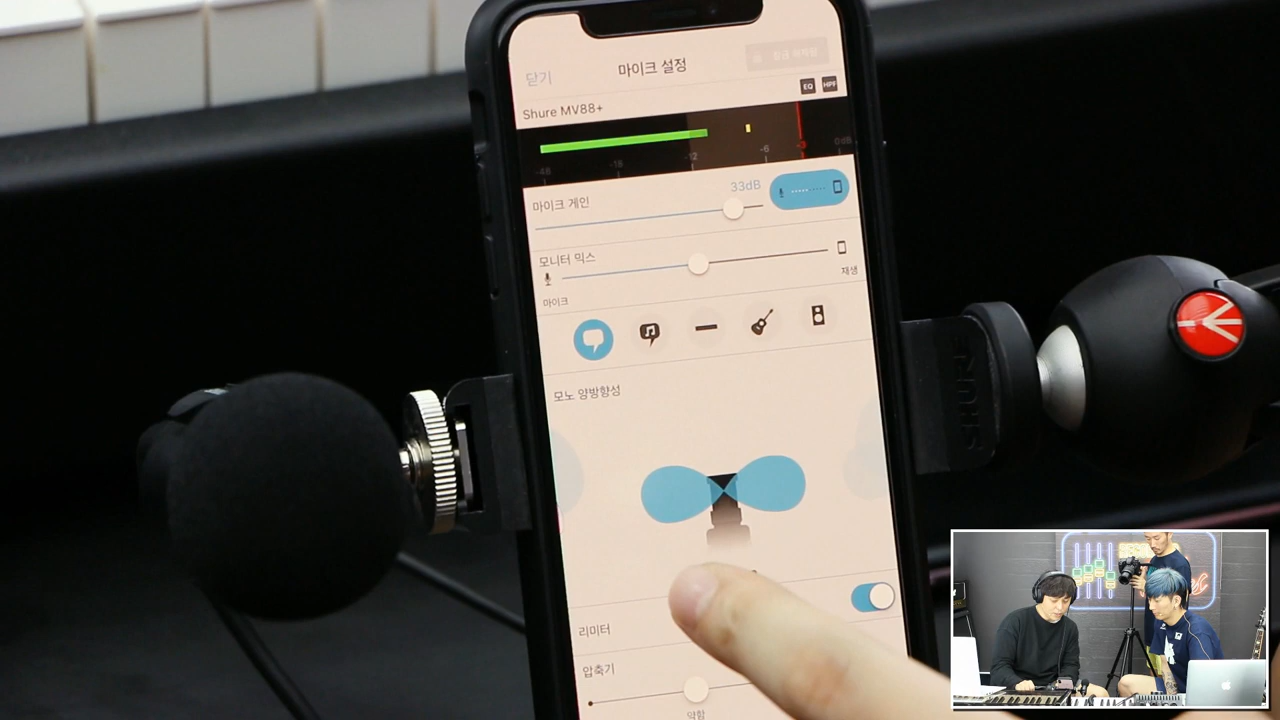 닫기
마이크 설정
EQ
HPF
Shure MV88+
-48
-18
-12
-6
0dB
마이크 게인
33dB
모니터 믹스
마이크
재생
모노 양방향성
리미터
압축기
약함
SHURE